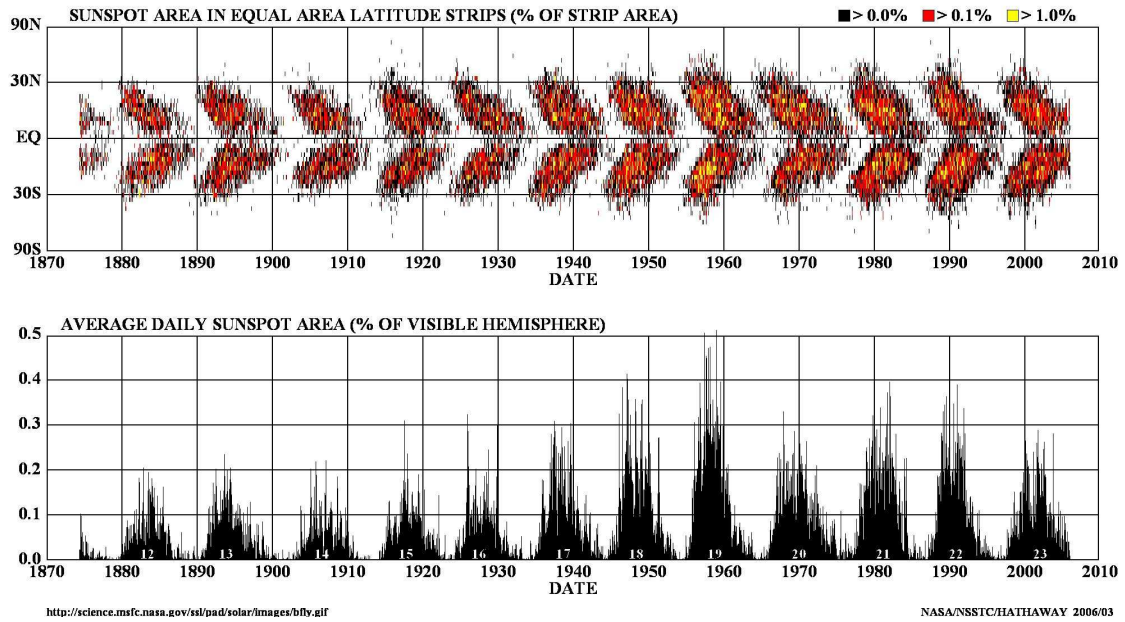 SUNSPOT AREA IN EQUAL AREA LATITUDE STRIPS (% OF STRIP AREA) > 0.0% > 0.1% > 1.0%
90N
30N
EQ
30S
90S
1870 1880 1890 1900 1910 1920 1930 1940 1950 1960 1970 1980 1990 2000 2010
DATE
AVERAGE DAILY SUNSPOT AREA (% OF VISIBLE HEMISPHERE)
0.5
0.4
0.3
0.2
0.1
0.0
12 13 14 15 16 17 18 19 20 21 22 23
1870 1880 1890 1900 1910 1920 1930 1940 1950 1960 1970 1980 1990 2000 2010
DATE
http://science.msfc.nasa.gov/ssl/pad/solar/images/bfly.gif NASA/NSSTC/HATHAWAY 2006/03